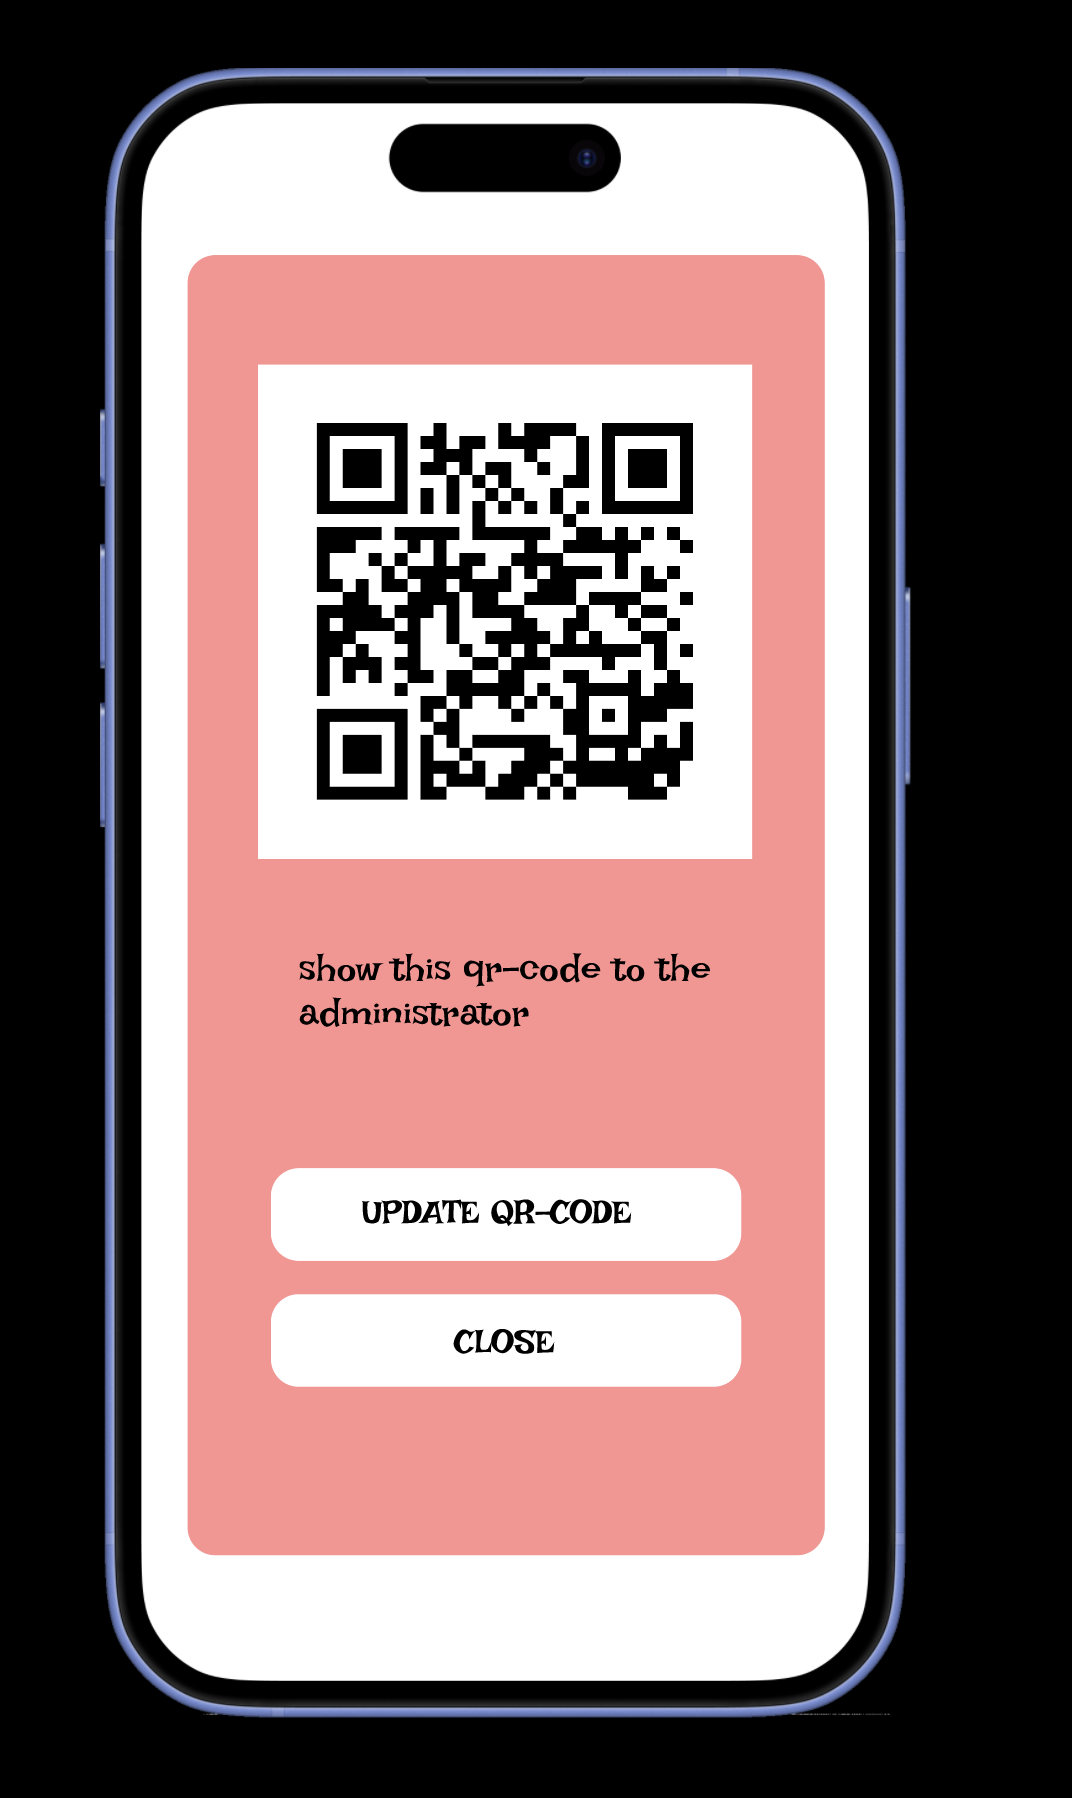 show this qr-code to the
administrator
UPDATE QR-CODE
CLOSE